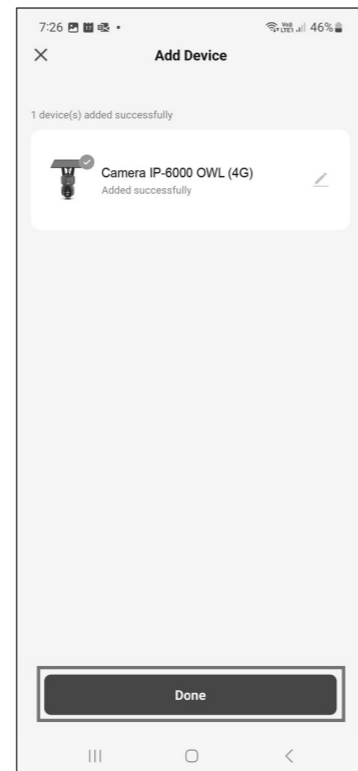 7:26
46%
Add Device
1 device(s) added successfully
Camera IP-6000 OWL (4G)
Added successfully
Done